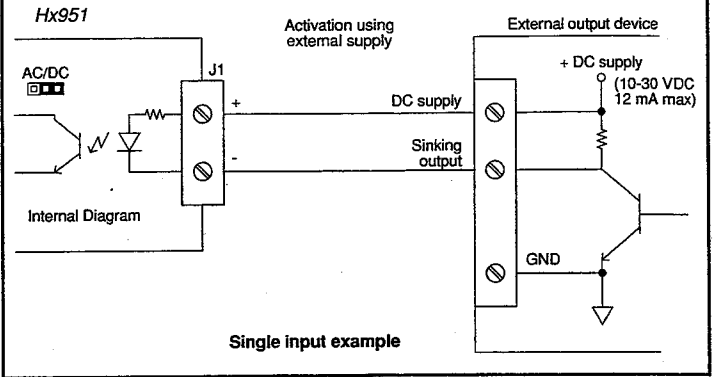 Hx951
Activation using
external supply
External output device
AC/DC
J1
+
DC supply
+ DC supply
(10-30 VDC
12 mA max)
Sinking
output
-
Internal Diagram
GND
Single input example